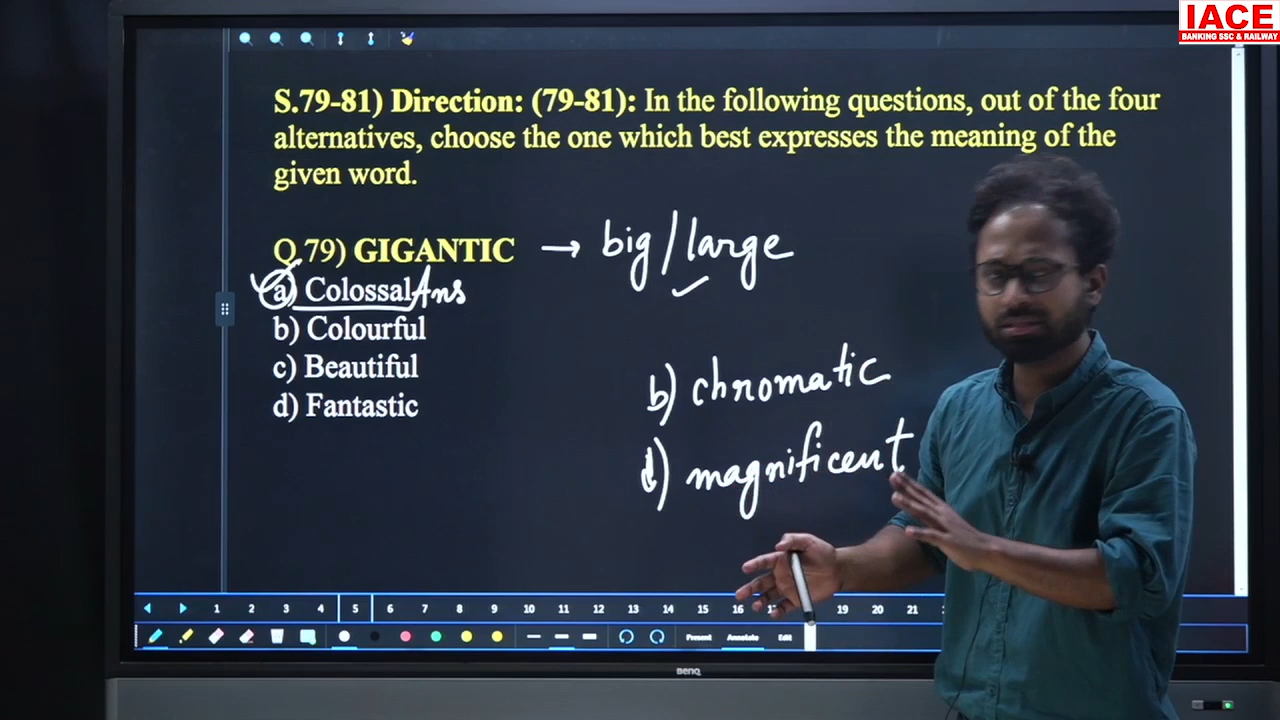 IACE
BANKING SSC & RAILWAY
S.79-81) Direction: (79-81): In the following questions, out of the four
alternatives, choose the one which best expresses the meaning of the
given word.
Q.79) GIGANTIC → big/large
a) Colossal Ans
b) Colourful
c) Beautiful
d) Fantastic
b) chromatic
d) magnificent
1 2 3 4 5 6 7 8 9 10 11 12 13 14 15 16 19 20 21
Present Annotate Edit
BenQ